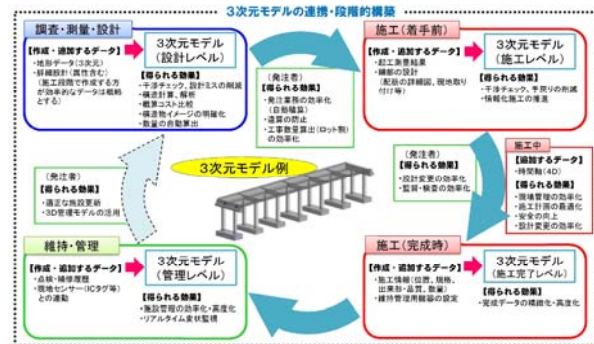 3次元モデルの連携・段階的構築
調査・測量・設計
【作成・追加するデータ】
・地形データ(3次元)
・詳細設計(属性含む)
(施工段階で作成する方
が効率的なデータは概略
とする)
3次元モデル
(設計レベル)
【得られる効果】
・干渉チェック、設計ミスの削減
・構造計算、解析
・概算コスト比較
・構造物イメージの明確化
・数量の自動算出
(発注者)
【得られる効果】
・発注業務の効率化
(自動積算)
・違算の防止
・工事数量算出(ロット割)
の効率化
施工(着手前)
【作成・追加するデータ】
・起工測量結果
・細部の設計
(配筋の詳細図、現地取
り付け等)
3次元モデル
(施工レベル)
【得られる効果】
・干渉チェック、手戻りの削減
・情報化施工の推進
施工中
【追加するデータ】
・時間軸(4D)
【得られる効果】
・現場管理の効率化
・施工計画の最適化
・安全の向上
・設計変更の効率化
(発注者)
【得られる効果】
・設計変更の効率化
・監督・検査の効率化
3次元モデル例
(発注者)
【得られる効果】
・適正な施設更新
・3D管理モデルの活用
維持・管理
【作成・追加するデータ】
・点検・補修履歴
・現地センサー(ICタグ等)
との連動
3次元モデル
(管理レベル)
【得られる効果】
・施設管理の効率化・高度化
・リアルタイム変状監視
施工(完成時)
【作成・追加するデータ】
・施工情報(位置、規格、
出来形・品質、数量)
・維持管理用機器の設定
3次元モデル
(施工完了レベル)
【得られる効果】
・完成データの精緻化・高度化